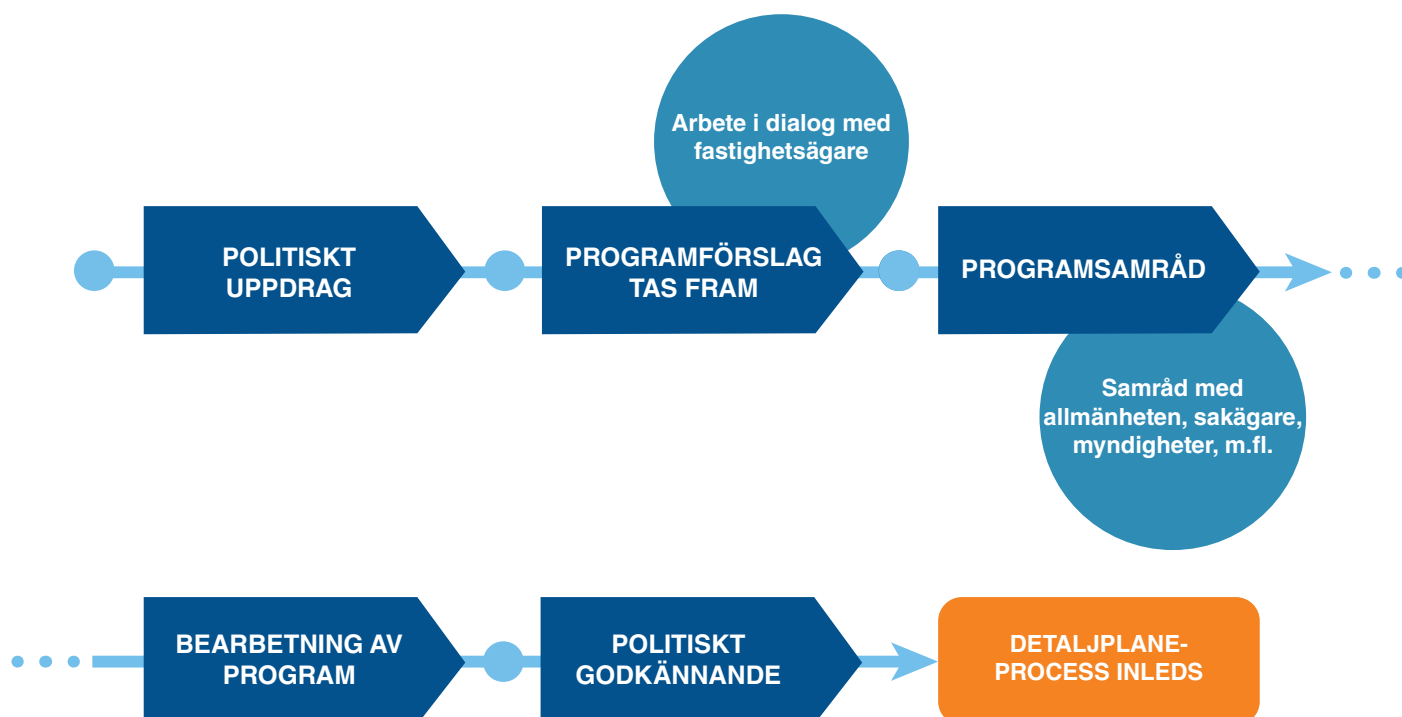 Arbete i dialog med
fastighetsägare
POLITISKT
UPPDRAG
PROGRAMFÖRSLAG
TAS FRAM
PROGRAMSAMRÅD
Samråd med
allmänheten, sakägare,
myndigheter, m.fl.
BEARBETNING AV
PROGRAM
POLITISKT
GODKÄNNANDE
DETALJPLANE-
PROCESS INLEDS